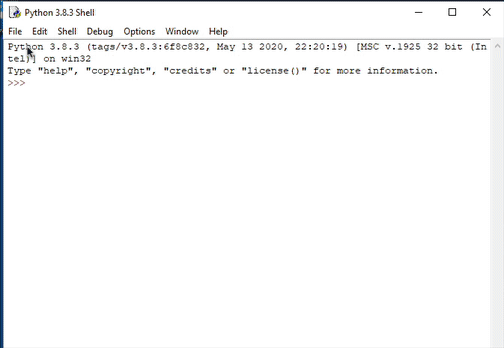 Python 3.8.3 Shell
File Edit Shell Debug Options Window Help
Python 3.8.3 (tags/v3.8.3:6f8c832, May 13 2020, 22:20:19) [MSC v.1925 32 bit (In
tel)] on win32
Type "help", "copyright", "credits" or "license()" for more information.
>>>